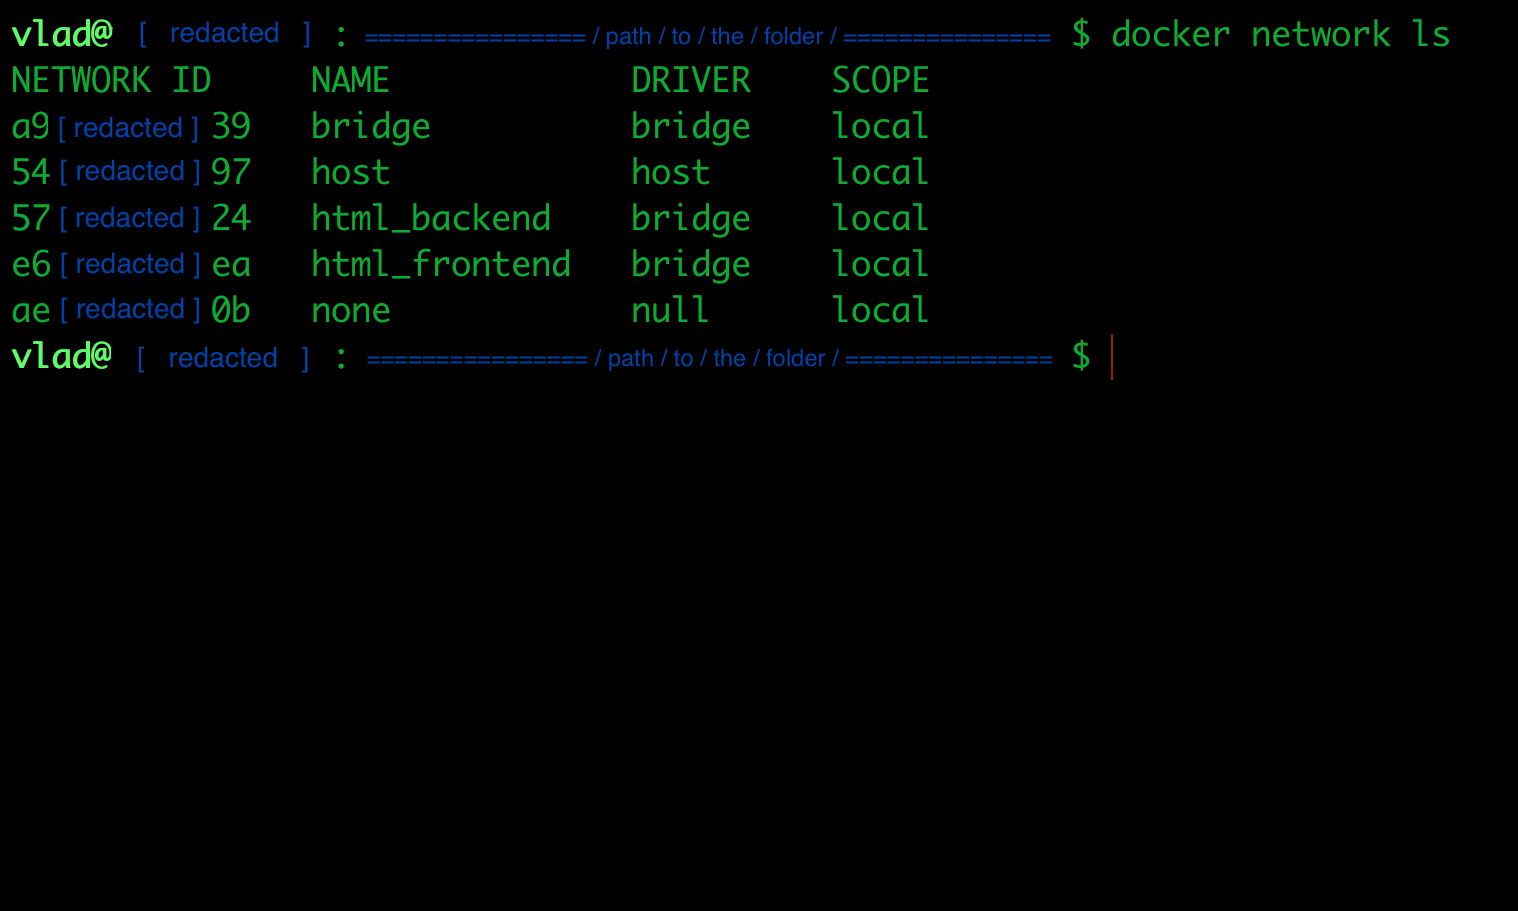 vlad@ [ redacted ] : ================ / path / to / the / folder / =============== $ docker network ls
NETWORK ID NAME DRIVER SCOPE
a9 [ redacted ] 39 bridge bridge local
54 [ redacted ] 97 host host local
57 [ redacted ] 24 html_backend bridge local
e6 [ redacted ] ea html_frontend bridge local
ae [ redacted ] 0b none null local
vlad@ [ redacted ] : ================ / path / to / the / folder / =============== $